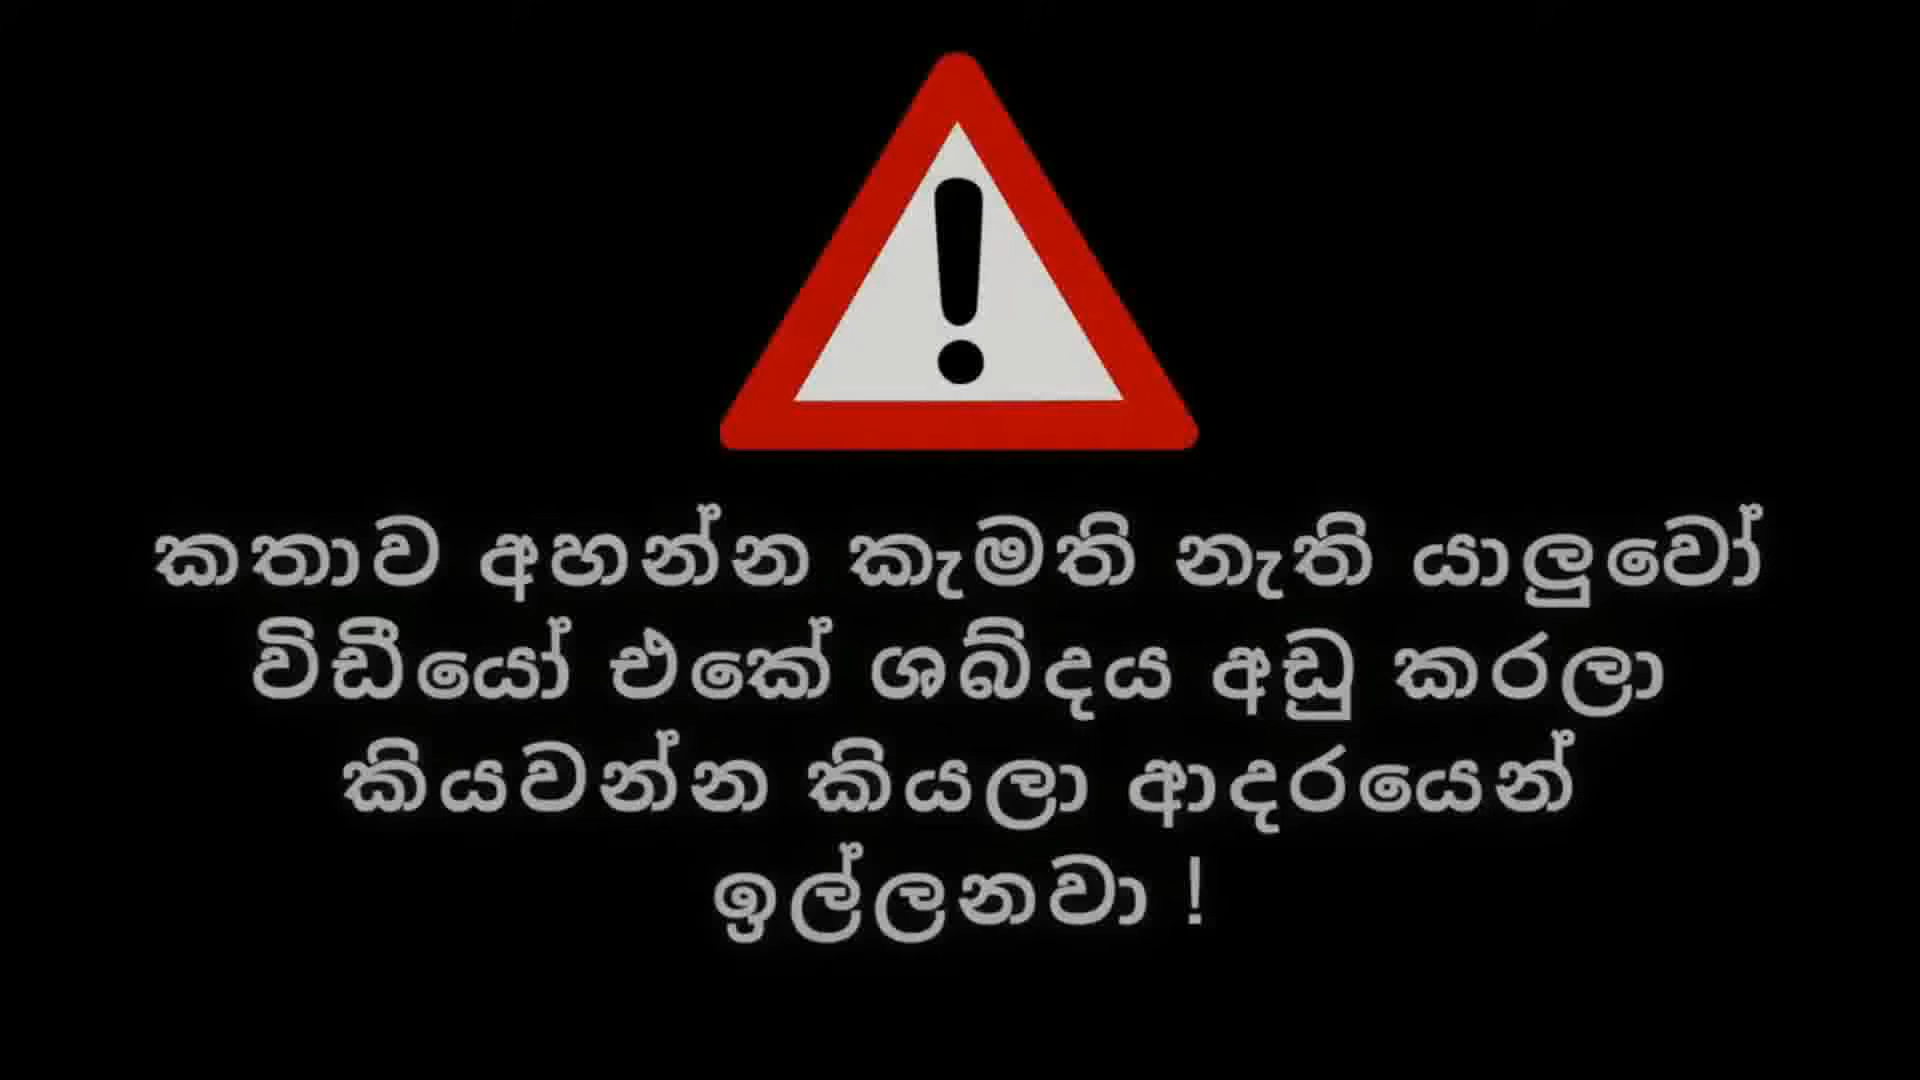 කතාව අහන්න කැමති නැති යාලුවෝ
විඩීයෝ එකේ ශබ්දය අඩු කරලා
කියවන්න කියලා ආදරයෙන්
ඉල්ලනවා !